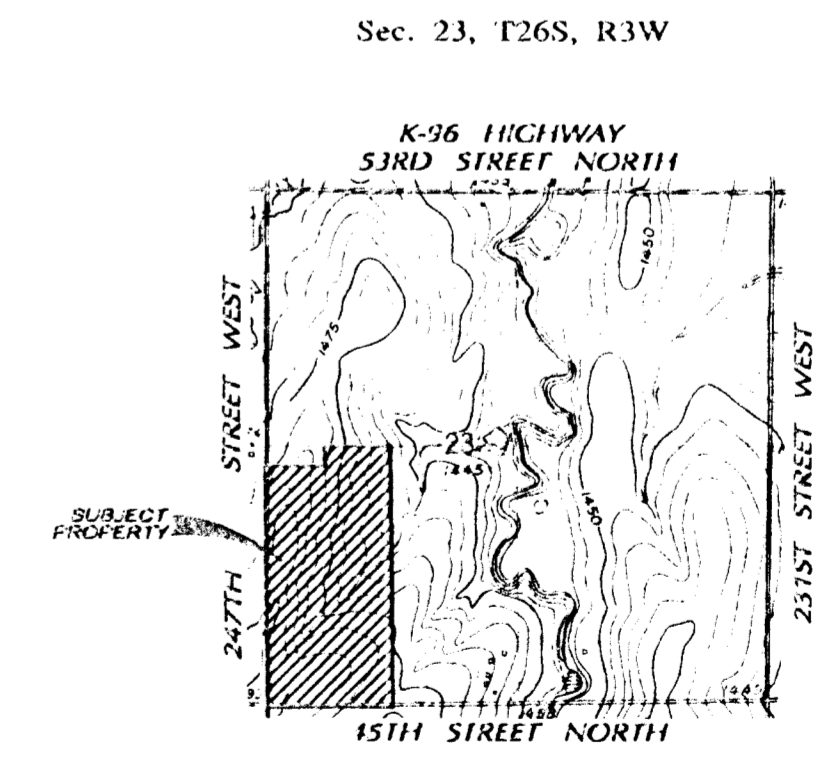 Sec. 23, T26S, R3W
K-96 HIGHWAY
53RD STREET NORTH
1450
1475
247TH STREET WEST
231ST STREET WEST
23
1445
1450
SUBJECT
PROPERTY
45TH STREET NORTH